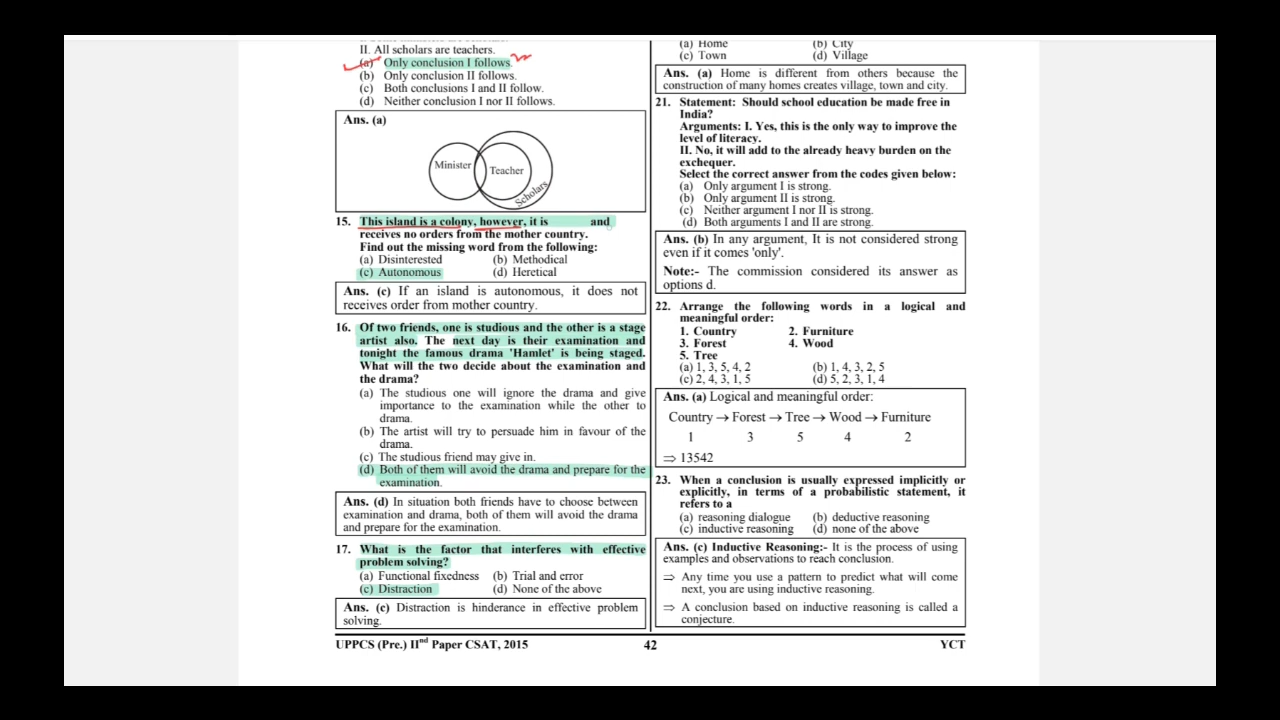 II. All scholars are teachers.
(a) Only conclusion I follows.
(b) Only conclusion II follows.
(c) Both conclusions I and II follow.
(d) Neither conclusion I nor II follows.
Ans. (a)
Minister
Teacher
Scholars
15. This island is a colony, however, it is and
receives no orders from the mother country.
Find out the missing word from the following:
(a) Disinterested (b) Methodical
(c) Autonomous (d) Heretical
Ans. (c) If an island is autonomous, it does not
receives order from mother country.
16. Of two friends, one is studious and the other is a stage
artist also. The next day is their examination and
tonight the famous drama 'Hamlet' is being staged.
What will the two decide about the examination and
the drama?
(a) The studious one will ignore the drama and give
importance to the examination while the other to
drama.
(b) The artist will try to persuade him in favour of the
drama.
(c) The studious friend may give in.
(d) Both of them will avoid the drama and prepare for the
examination.
Ans. (d) In situation both friends have to choose between
examination and drama, both of them will avoid the drama
and prepare for the examination.
17. What is the factor that interferes with effective
problem solving?
(a) Functional fixedness (b) Trial and error
(c) Distraction (d) None of the above
Ans. (c) Distraction is hinderance in effective problem
solving.
(a) Home (b) City
(c) Town (d) Village
Ans. (a) Home is different from others because the
construction of many homes creates village, town and city.
21. Statement: Should school education be made free in
India?
Arguments: I. Yes, this is the only way to improve the
level of literacy.
II. No, it will add to the already heavy burden on the
exchequer.
Select the correct answer from the codes given below:
(a) Only argument I is strong.
(b) Only argument II is strong.
(c) Neither argument I nor II is strong.
(d) Both arguments I and II are strong.
Ans. (b) In any argument, It is not considered strong
even if it comes 'only'.
Note:- The commission considered its answer as
options d.
22. Arrange the following words in a logical and
meaningful order:
1. Country 2. Furniture
3. Forest 4. Wood
5. Tree
(a) 1, 3, 5, 4, 2 (b) 1, 4, 3, 2, 5
(c) 2, 4, 3, 1, 5 (d) 5, 2, 3, 1, 4
Ans. (a) Logical and meaningful order:
Country → Forest → Tree → Wood → Furniture
1 3 5 4 2
⇒ 13542
23. When a conclusion is usually expressed implicitly or
explicitly, in terms of a probabilistic statement, it
refers to a
(a) reasoning dialogue (b) deductive reasoning
(c) inductive reasoning (d) none of the above
Ans. (c) Inductive Reasoning:- It is the process of using
examples and observations to reach conclusion.
⇒ Any time you use a pattern to predict what will come
next, you are using inductive reasoning.
⇒ A conclusion based on inductive reasoning is called a
conjecture.
UPPCS (Pre.) IInd Paper CSAT, 2015 42 YCT